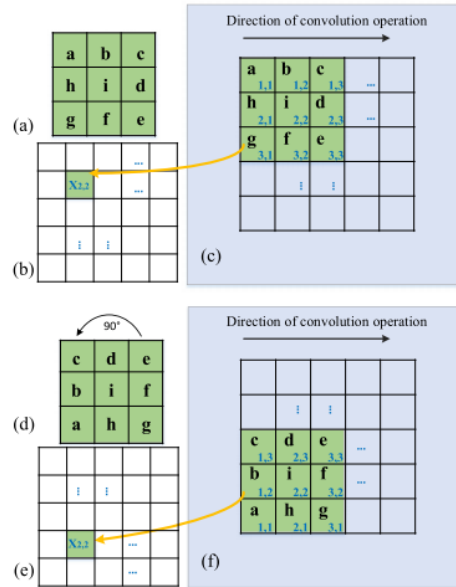 a b c
h i d
g f e
(a)
...
X2,2 ...
⋮ ⋮
(b)
Direction of convolution operation
a 1,1 b 1,2 c 1,3 ...
h 2,1 i 2,2 d 2,3 ...
g 3,1 f 3,2 e 3,3
⋮ ⋮
(c)
90°
c d e
b i f
a h g
(d)
⋮ ⋮
X2,2 ...
...
(e)
Direction of convolution operation
⋮ ⋮
c 1,3 d 2,3 e 3,3 ...
b 1,2 i 2,2 f 3,2 ...
a 1,1 h 2,1 g 3,1
(f)